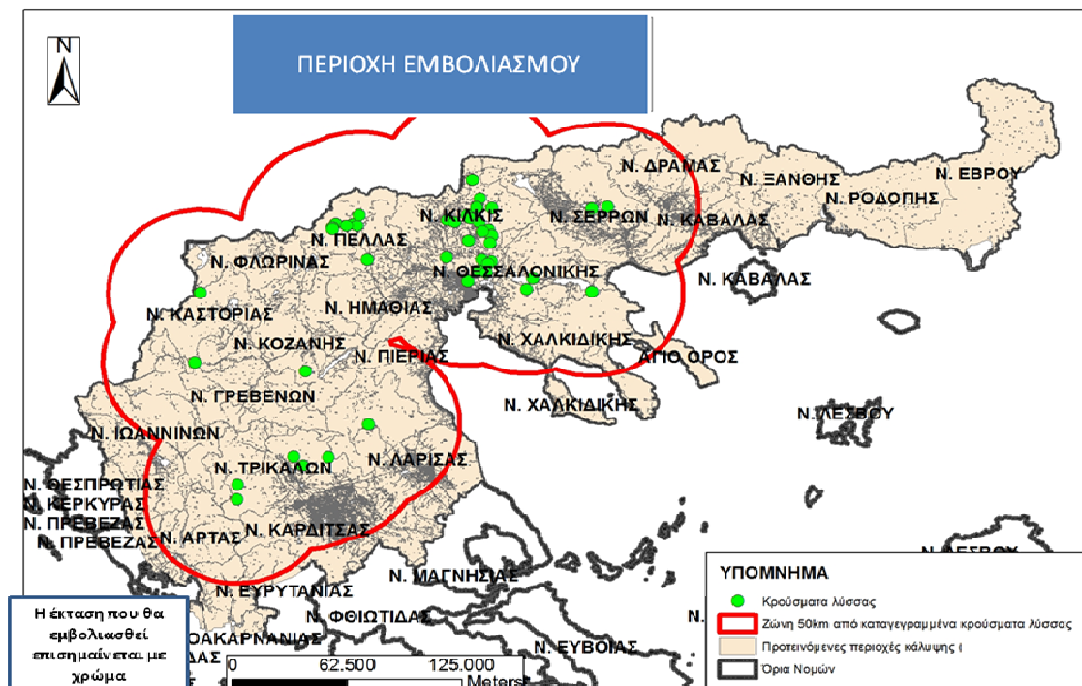 ΠΕΡΙΟΧΗ ΕΜΒΟΛΙΑΣΜΟΥ
N
Ν. ΔΡΑΜΑΣ
Ν. ΞΑΝΘΗΣ
Ν. ΕΒΡΟΥ
Ν. ΡΟΔΟΠΗΣ
Ν. ΚΙΛΚΙΣ
Ν. ΣΕΡΡΩΝ
Ν. ΚΑΒΑΛΑΣ
Ν. ΠΕΛΛΑΣ
Ν. ΦΛΩΡΙΝΑΣ
Ν. ΘΕΣΣΑΛΟΝΙΚΗΣ
Ν. ΚΑΒΑΛΑΣ
Ν. ΚΑΣΤΟΡΙΑΣ
Ν. ΗΜΑΘΙΑΣ
Ν. ΚΟΖΑΝΗΣ
Ν. ΧΑΛΚΙΔΙΚΗΣ
Ν. ΠΙΕΡΙΑΣ
ΑΓΙΟ ΟΡΟΣ
Ν. ΓΡΕΒΕΝΩΝ
Ν. ΧΑΛΚΙΔΙΚΗΣ
Ν. ΛΕΣΒΟΥ
Ν. ΙΩΑΝΝΙΝΩΝ
Ν. ΤΡΙΚΑΛΩΝ
Ν. ΛΑΡΙΣΑΣ
Ν. ΘΕΣΠΡΩΤΙΑΣ
Ν. ΚΕΡΚΥΡΑΣ
Ν. ΠΡΕΒΕΖΑΣ
Ν. ΠΡΕΒΕΖΑΣ
Ν. ΑΡΤΑΣ
Ν. ΚΑΡΔΙΤΣΑΣ
Ν. ΜΑΓΝΗΣΙΑΣ
Ν. ΕΥΡΥΤΑΝΙΑΣ
Ν. ΦΘΙΩΤΙΔΑΣ
Ν. ΕΥΒΟΙΑΣ
Ν. ΛΕΣΒΟΥ
Η έκταση που θα
εμβολιασθεί
επισημαίνεται με
χρώμα
0 62.500 125.000
Meters
ΥΠΟΜΝΗΜΑ
Κρούσματα λύσσας
Ζώνη 50km από καταγεγραμμένα κρούσματα λύσσας
Προτεινόμενες περιοχές κάλυψης (
Όρια Νομών